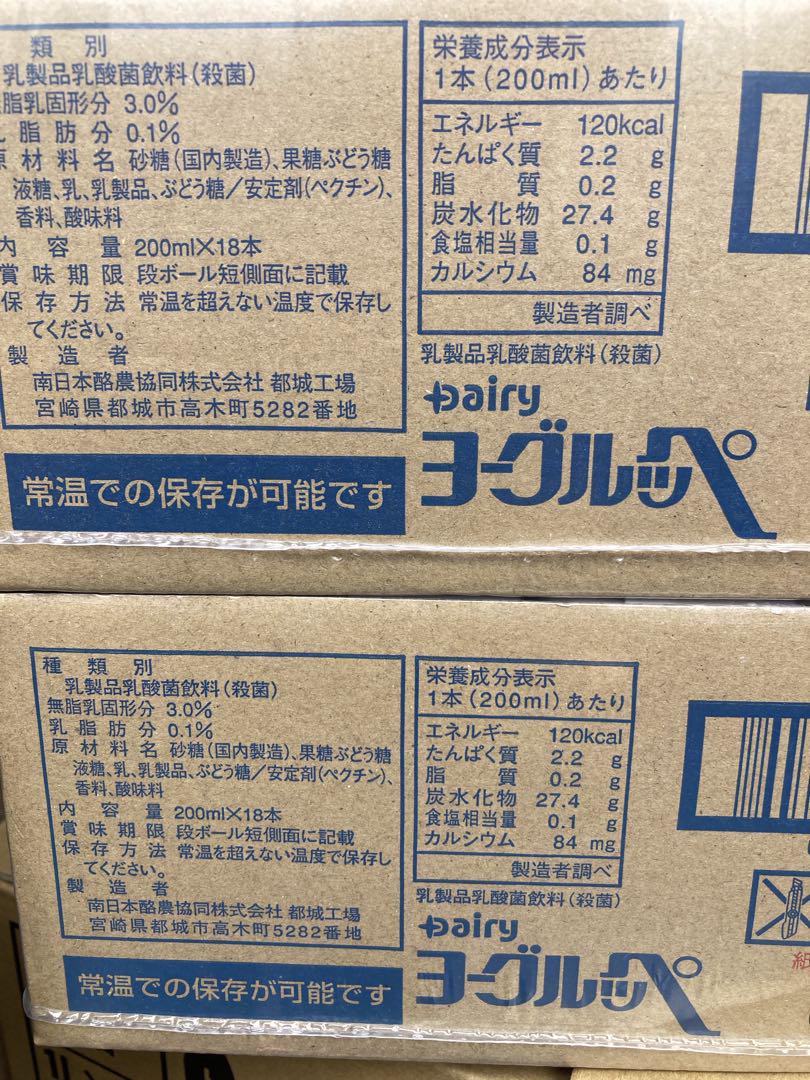 類別
乳製品乳酸菌飲料(殺菌)
無脂乳固形分 3.0%
乳脂肪分 0.1%
原材料名 砂糖(国内製造)、果糖ぶどう糖
液糖、乳、乳製品、ぶどう糖/安定剤(ペクチン)、
香料、酸味料
内容量 200ml×18本
賞味期限 段ボール短側面に記載
保存方法 常温を超えない温度で保存し
てください。
製造者
南日本酪農協同株式会社 都城工場
宮崎県都城市高木町5282番地
常温での保存が可能です
栄養成分表示
1本(200ml)あたり
エネルギー 120kcal
たんぱく質 2.2 g
脂質 0.2 g
炭水化物 27.4 g
食塩相当量 0.1 g
カルシウム 84 mg
製造者調べ
乳製品乳酸菌飲料(殺菌)
Dairy
ヨーグルッペ
種類別
乳製品乳酸菌飲料(殺菌)
無脂乳固形分 3.0%
乳脂肪分 0.1%
原材料名 砂糖(国内製造)、果糖ぶどう糖
液糖、乳、乳製品、ぶどう糖/安定剤(ペクチン)、
香料、酸味料
内容量 200ml×18本
賞味期限 段ボール短側面に記載
保存方法 常温を超えない温度で保存し
てください。
製造者
南日本酪農協同株式会社 都城工場
宮崎県都城市高木町5282番地
常温での保存が可能です
栄養成分表示
1本(200ml)あたり
エネルギー 120kcal
たんぱく質 2.2 g
脂質 0.2 g
炭水化物 27.4 g
食塩相当量 0.1 g
カルシウム 84 mg
製造者調べ
乳製品乳酸菌飲料(殺菌)
Dairy
ヨーグルッペ
紙